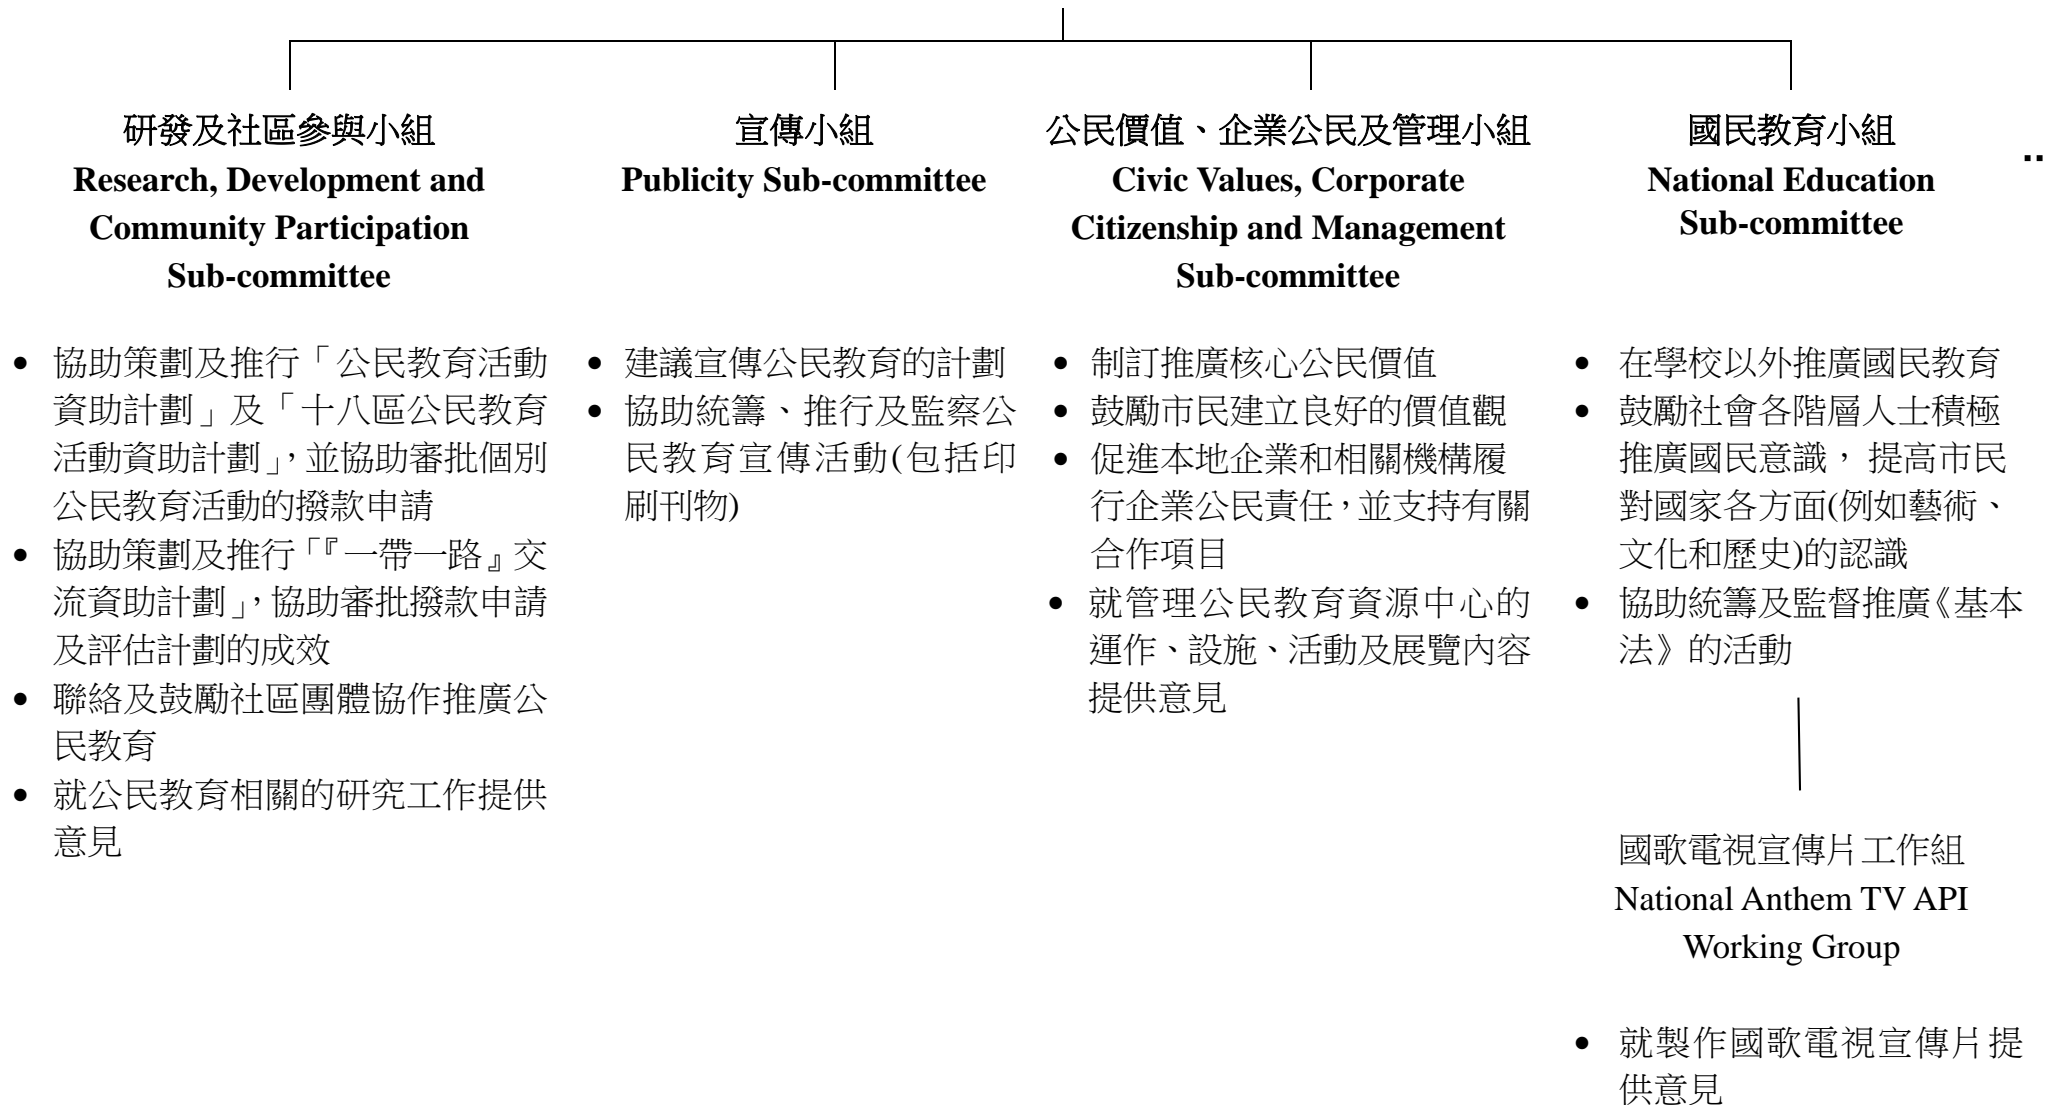 研發及社區參與小組
Research, Development and
Community Participation
Sub-committee
• 協助策劃及推行「公民教育活動
資助計劃」及「十八區公民教育
活動資助計劃」，並協助審批個別
公民教育活動的撥款申請
• 協助策劃及推行「『一帶一路』交
流資助計劃」，協助審批撥款申請
及評估計劃的成效
• 聯絡及鼓勵社區團體協作推廣公
民教育
• 就公民教育相關的研究工作提供
意見
宣傳小組
Publicity Sub-committee
• 建議宣傳公民教育的計劃
• 協助統籌、推行及監察公
民教育宣傳活動(包括印
刷刊物)
公民價值、企業公民及管理小組
Civic Values, Corporate
Citizenship and Management
Sub-committee
• 制訂推廣核心公民價值
• 鼓勵市民建立良好的價值觀
• 促進本地企業和相關機構履
行企業公民責任，並支持有關
合作項目
• 就管理公民教育資源中心的
運作、設施、活動及展覽內容
提供意見
國民教育小組
National Education
Sub-committee
• 在學校以外推廣國民教育
• 鼓勵社會各階層人士積極
推廣國民意識， 提高市民
對國家各方面(例如藝術、
文化和歷史)的認識
• 協助統籌及監督推廣《基本
法》的活動
國歌電視宣傳片工作組
National Anthem TV API
Working Group
• 就製作國歌電視宣傳片提
供意見
..